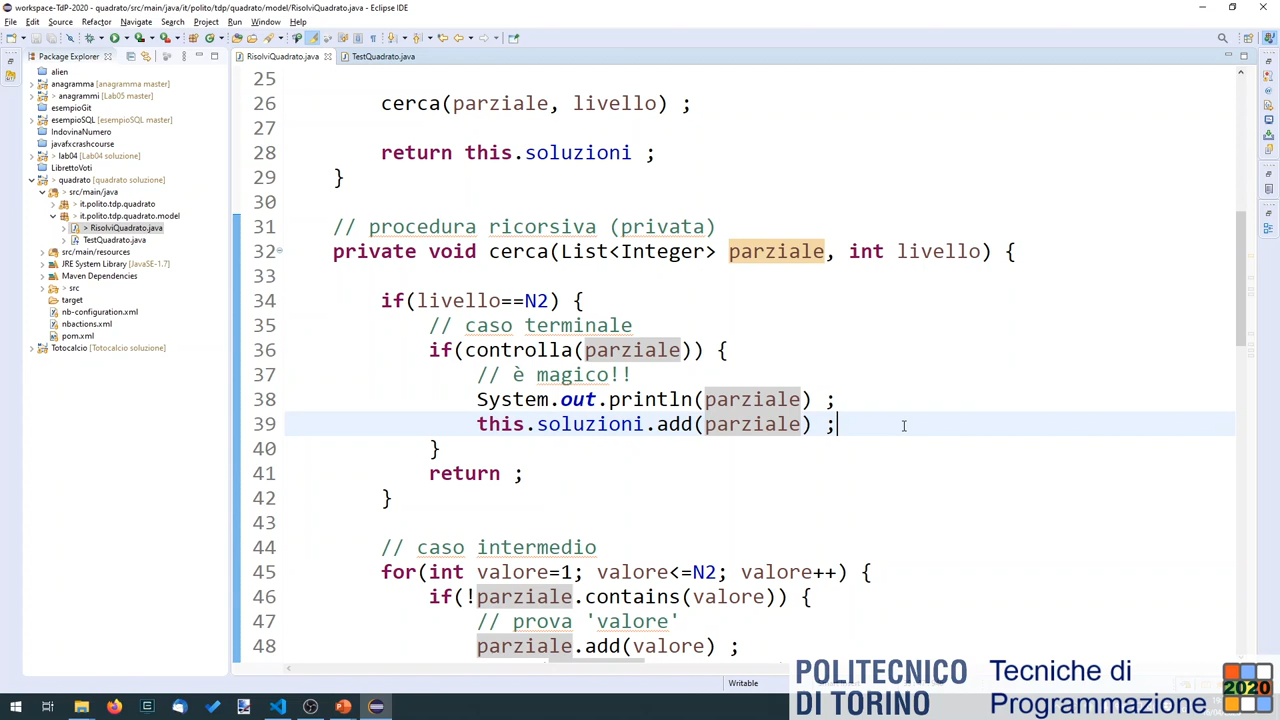 workspace-TdP-2020 - quadrato/src/main/java/it/polito/tdp/quadrato/model/RisolviQuadrato.java - Eclipse IDE
File Edit Source Refactor Navigate Search Project Run Window Help
Package Explorer
RisolviQuadrato.java
TestQuadrato.java
alien
anagramma [anagramma master]
> anagrammi [Lab05 master]
esempioGit
esempioSQL [esempioSQL master]
IndovinaNumero
javafxcrashcourse
> lab04 [Lab04 soluzione]
LibrettoVoti
> quadrato [quadrato soluzione]
> src/main/java
> it.polito.tdp.quadrato
> it.polito.tdp.quadrato.model
> RisolviQuadrato.java
TestQuadrato.java
src/main/resources
JRE System Library [JavaSE-1.7]
Maven Dependencies
> src
target
nb-configuration.xml
nbactions.xml
pom.xml
> Totocalcio [Totocalcio soluzione]
25
26 cerca(parziale, livello) ;
27
28 return this.soluzioni ;
29 }
30
31 // procedura ricorsiva (privata)
32 private void cerca(List<Integer> parziale, int livello) {
33
34 if(livello==N2) {
35 // caso terminale
36 if(controlla(parziale)) {
37 // è magico!!
38 System.out.println(parziale) ;
39 this.soluzioni.add(parziale) ;
40 }
41 return ;
42 }
43
44 // caso intermedio
45 for(int valore=1; valore<=N2; valore++) {
46 if(!parziale.contains(valore)) {
47 // prova 'valore'
48 parziale.add(valore) ;
Writable
POLITECNICO
DI TORINO
Tecniche di
Programmazione
2020